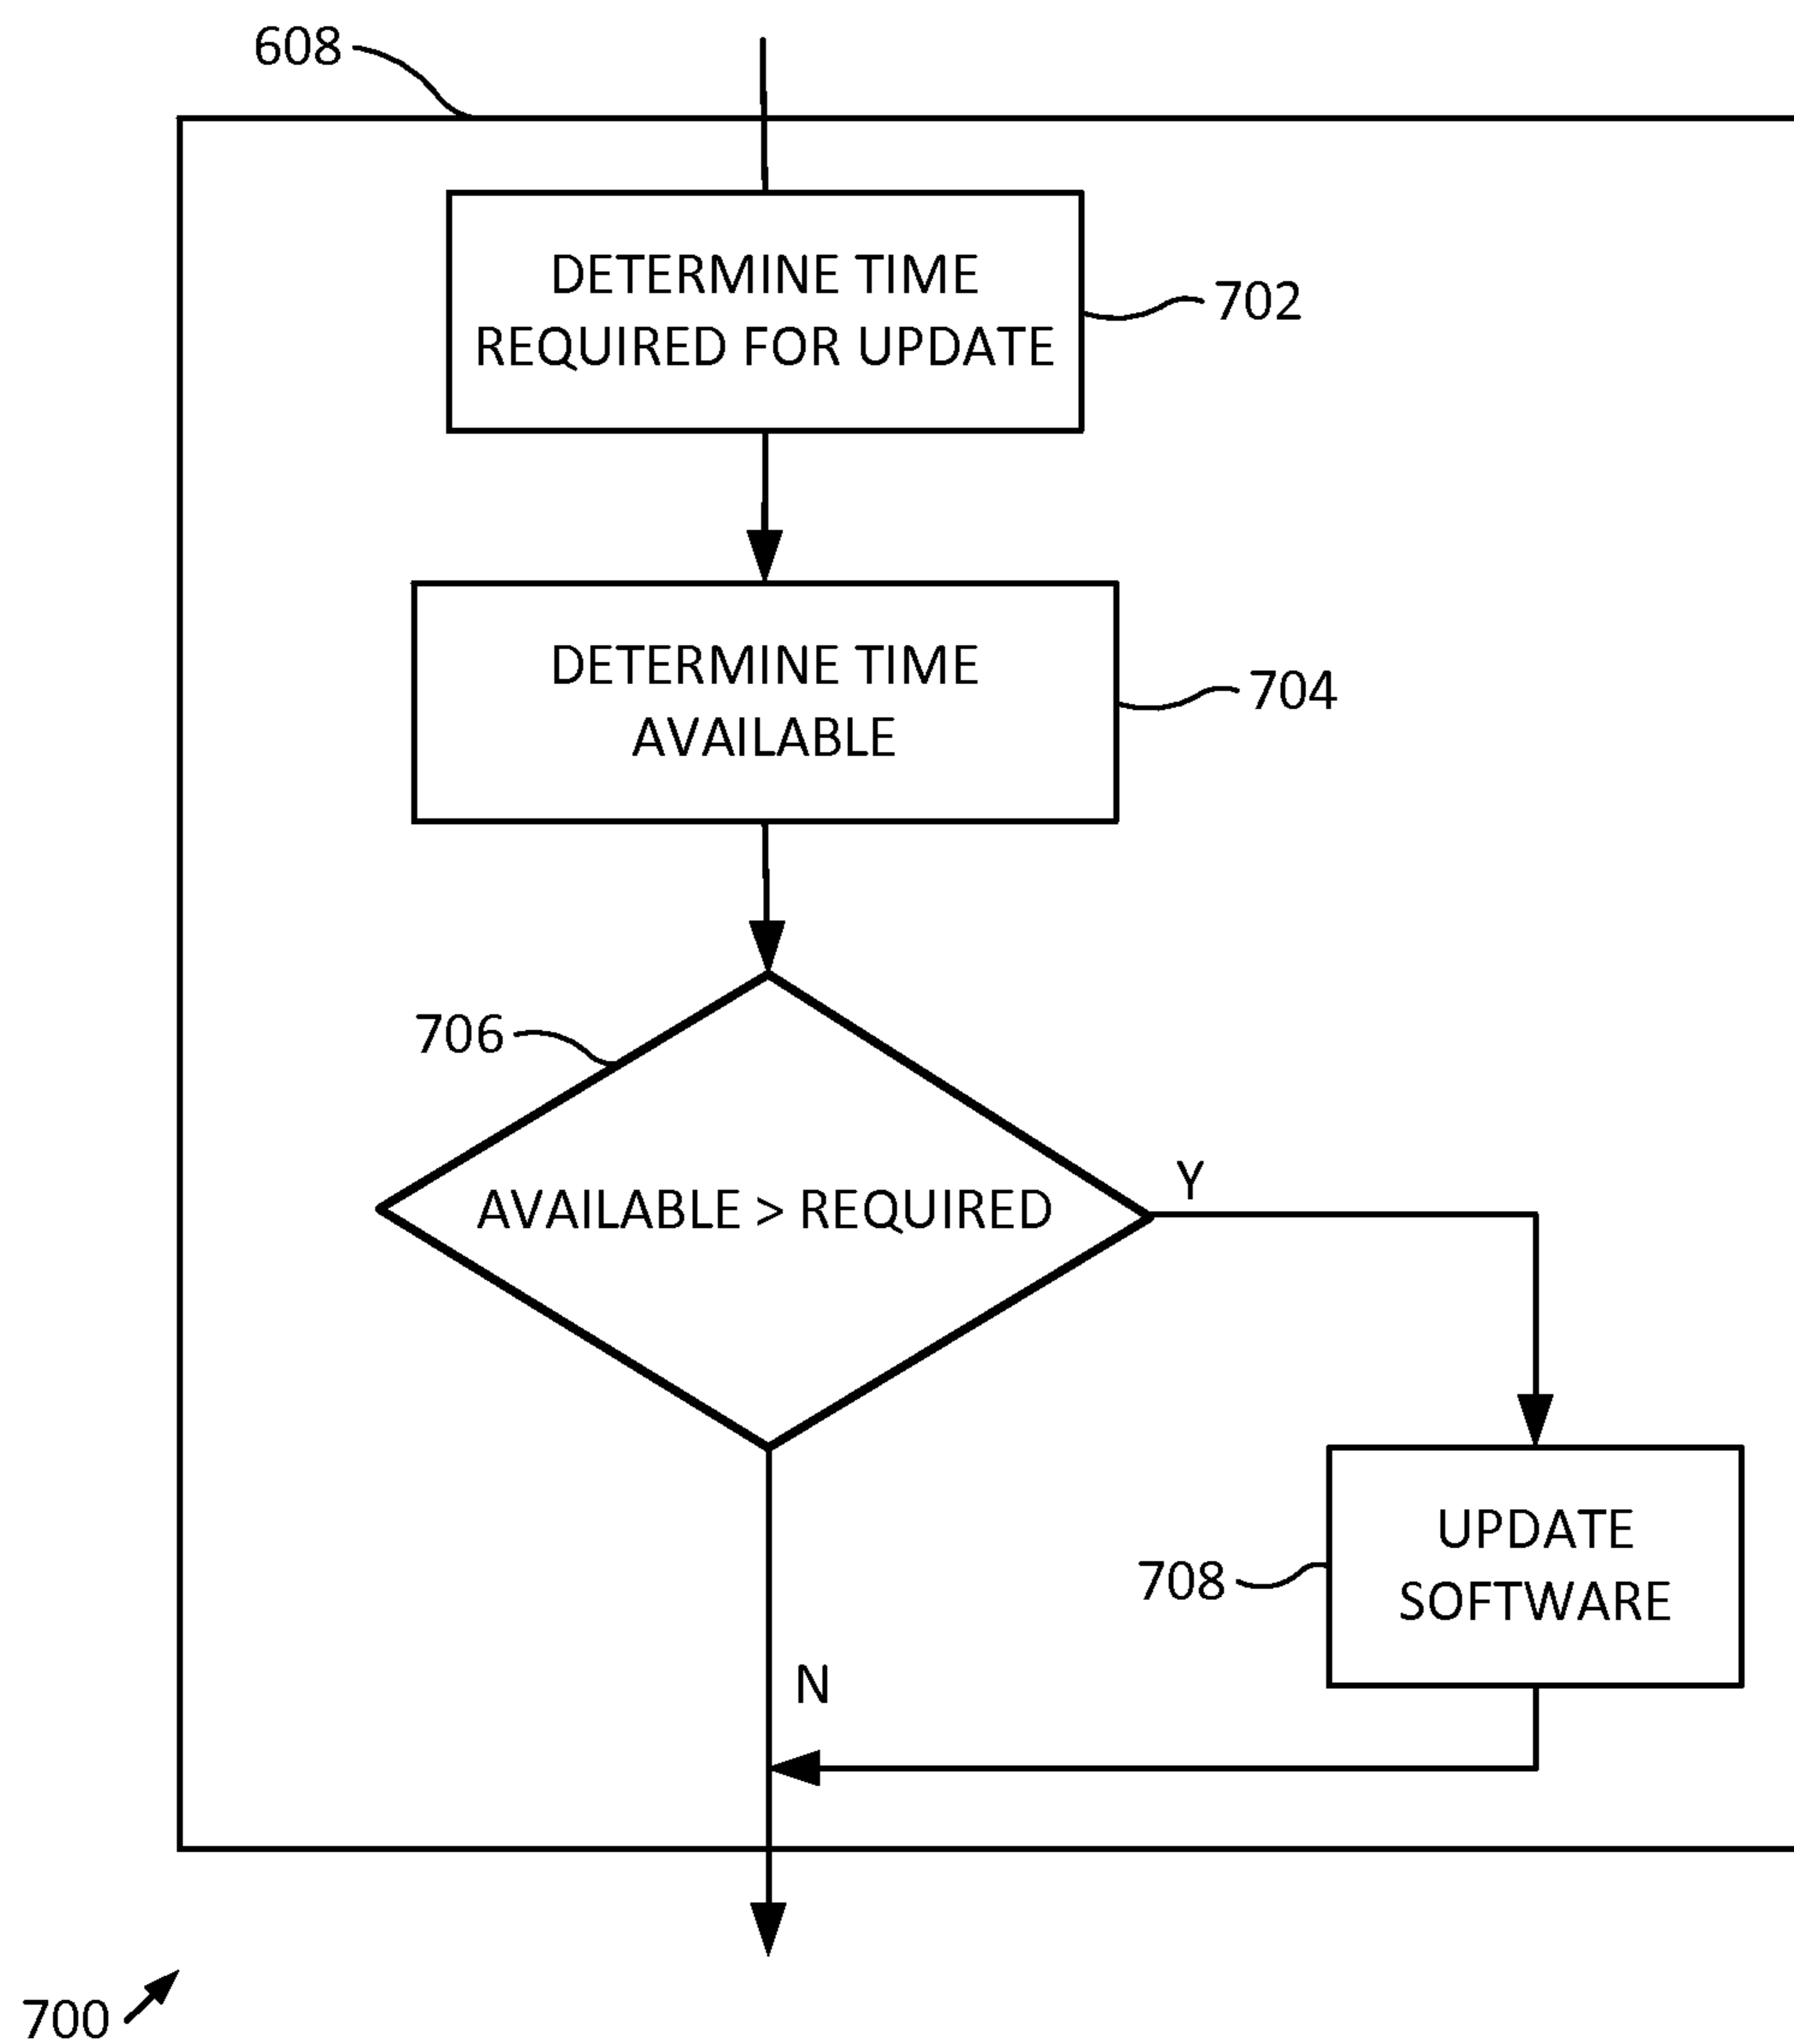 608
DETERMINE TIME
REQUIRED FOR UPDATE
702
DETERMINE TIME
AVAILABLE
704
706
AVAILABLE > REQUIRED
Y
UPDATE
SOFTWARE
708
N
700